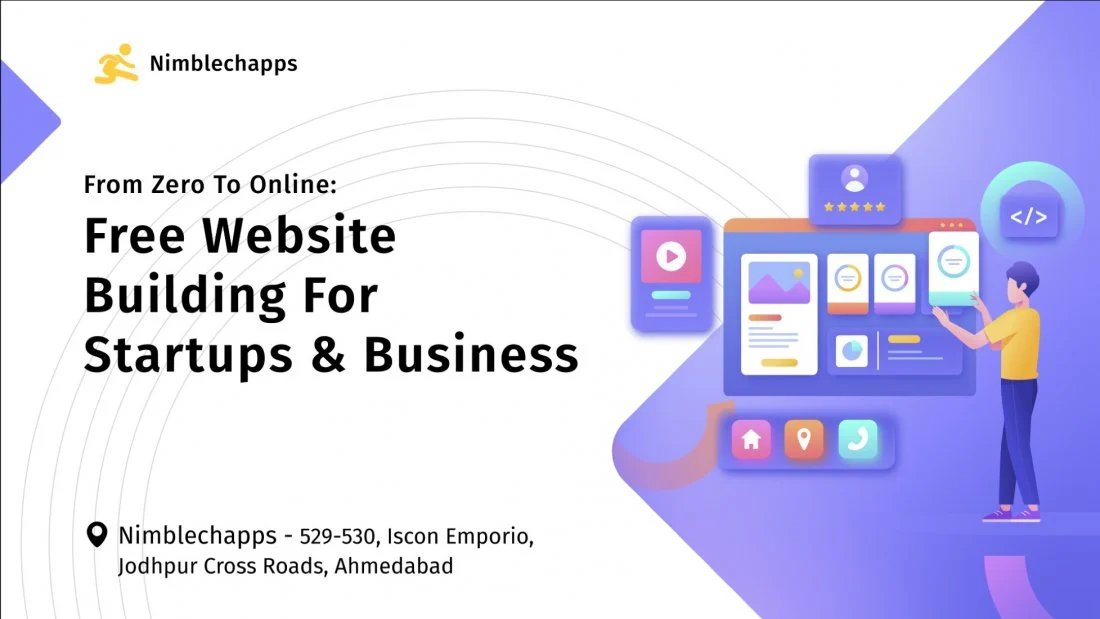 Nimblechapps
From Zero To Online:
Free Website
Building For
Startups & Business
</>
Nimblechapps - 529-530, Iscon Emporio,
Jodhpur Cross Roads, Ahmedabad